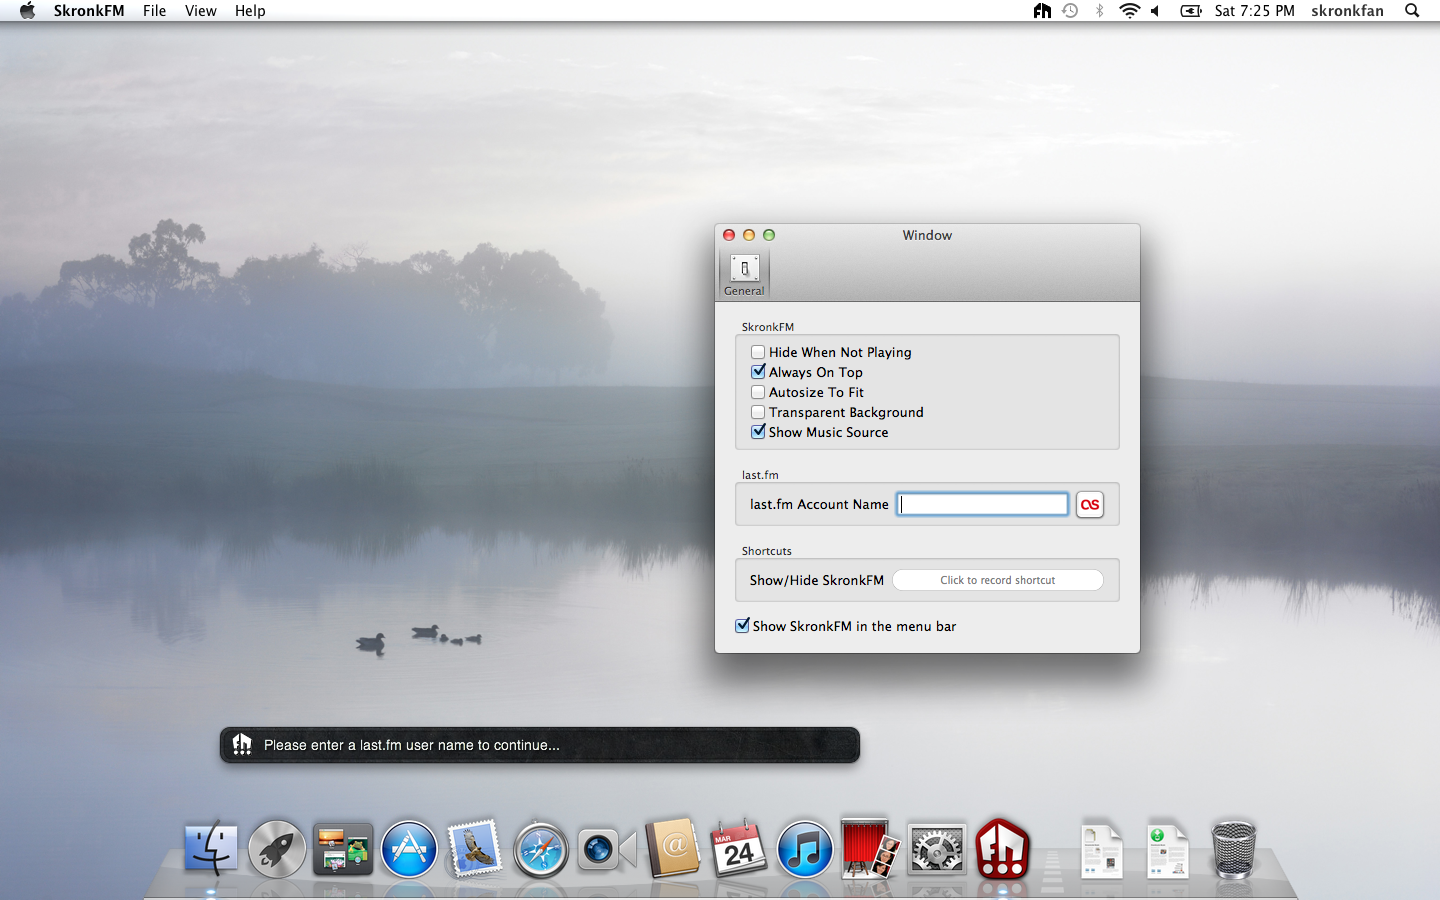 SkronkFM File View Help
Sat 7:25 PM skronkfan
Window
General
SkronkFM
Hide When Not Playing
Always On Top
Autosize To Fit
Transparent Background
Show Music Source
last.fm
last.fm Account Name
Shortcuts
Show/Hide SkronkFM Click to record shortcut
Show SkronkFM in the menu bar
Please enter a last.fm user name to continue...
MAR
24